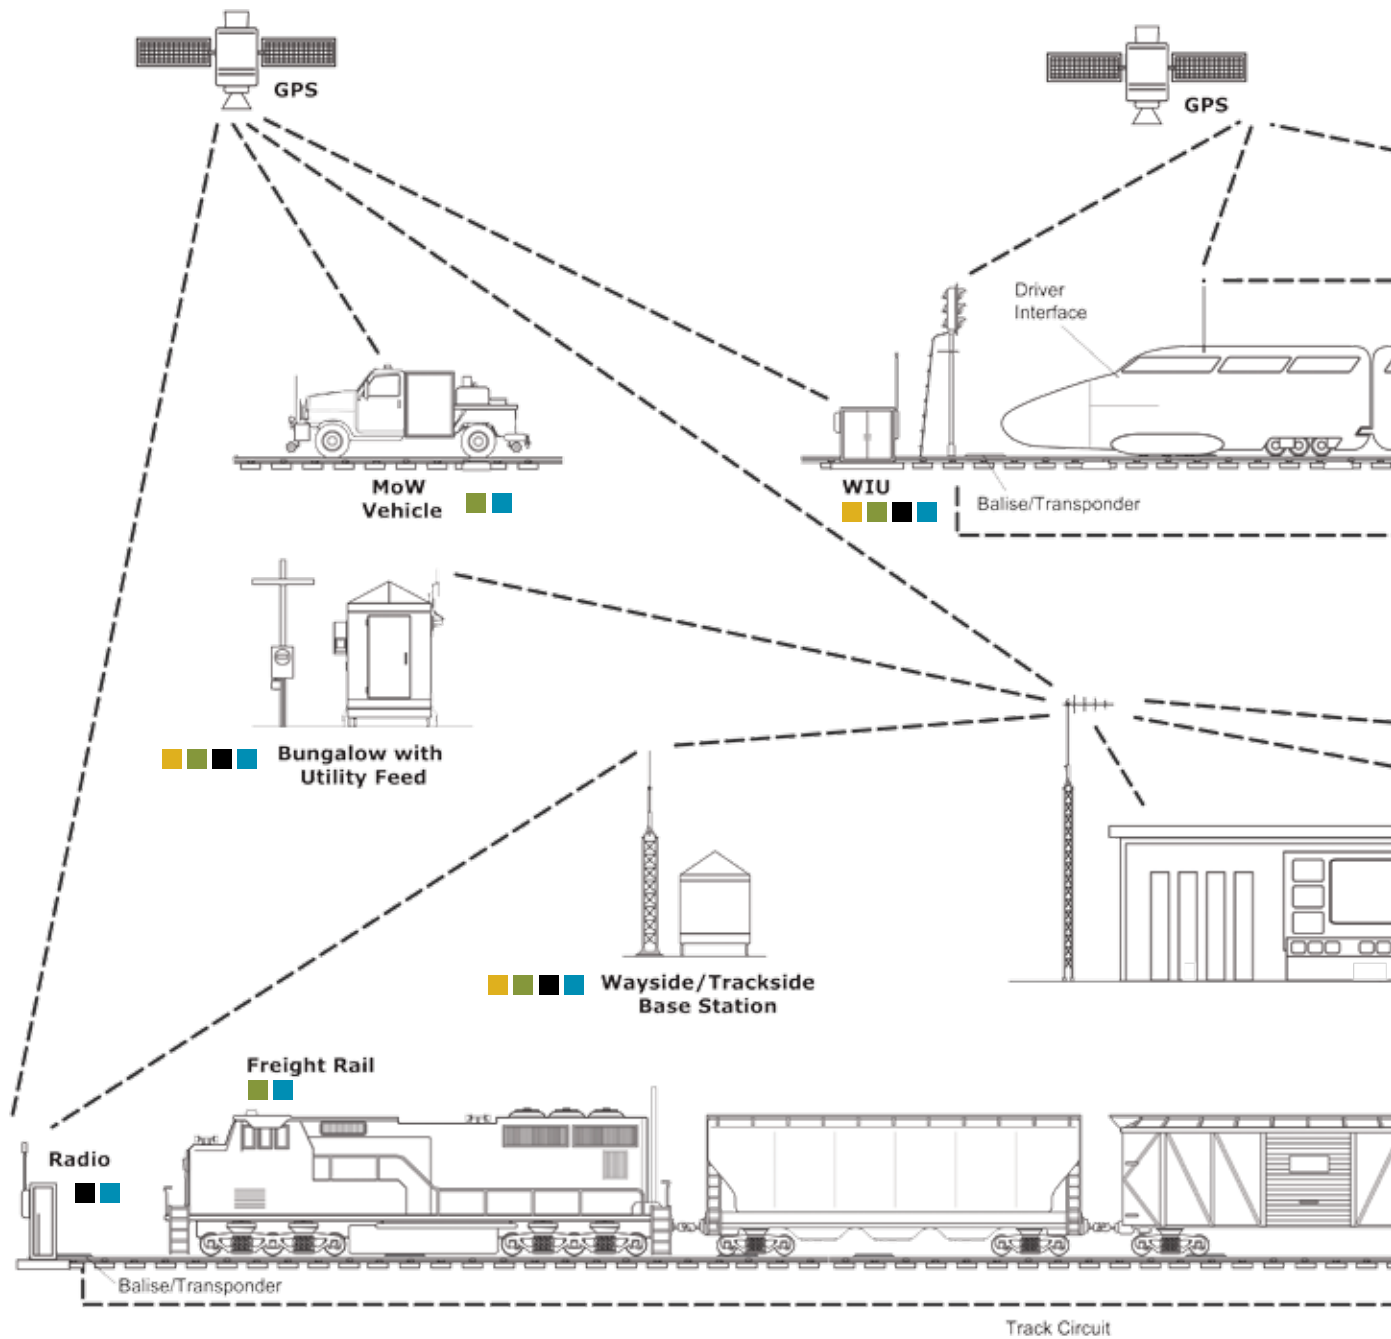 GPS
GPS
Driver
Interface
MoW
Vehicle
WIU
Balise/Transponder
Bungalow with
Utility Feed
Wayside/Trackside
Base Station
Freight Rail
Radio
Balise/Transponder
Track Circuit